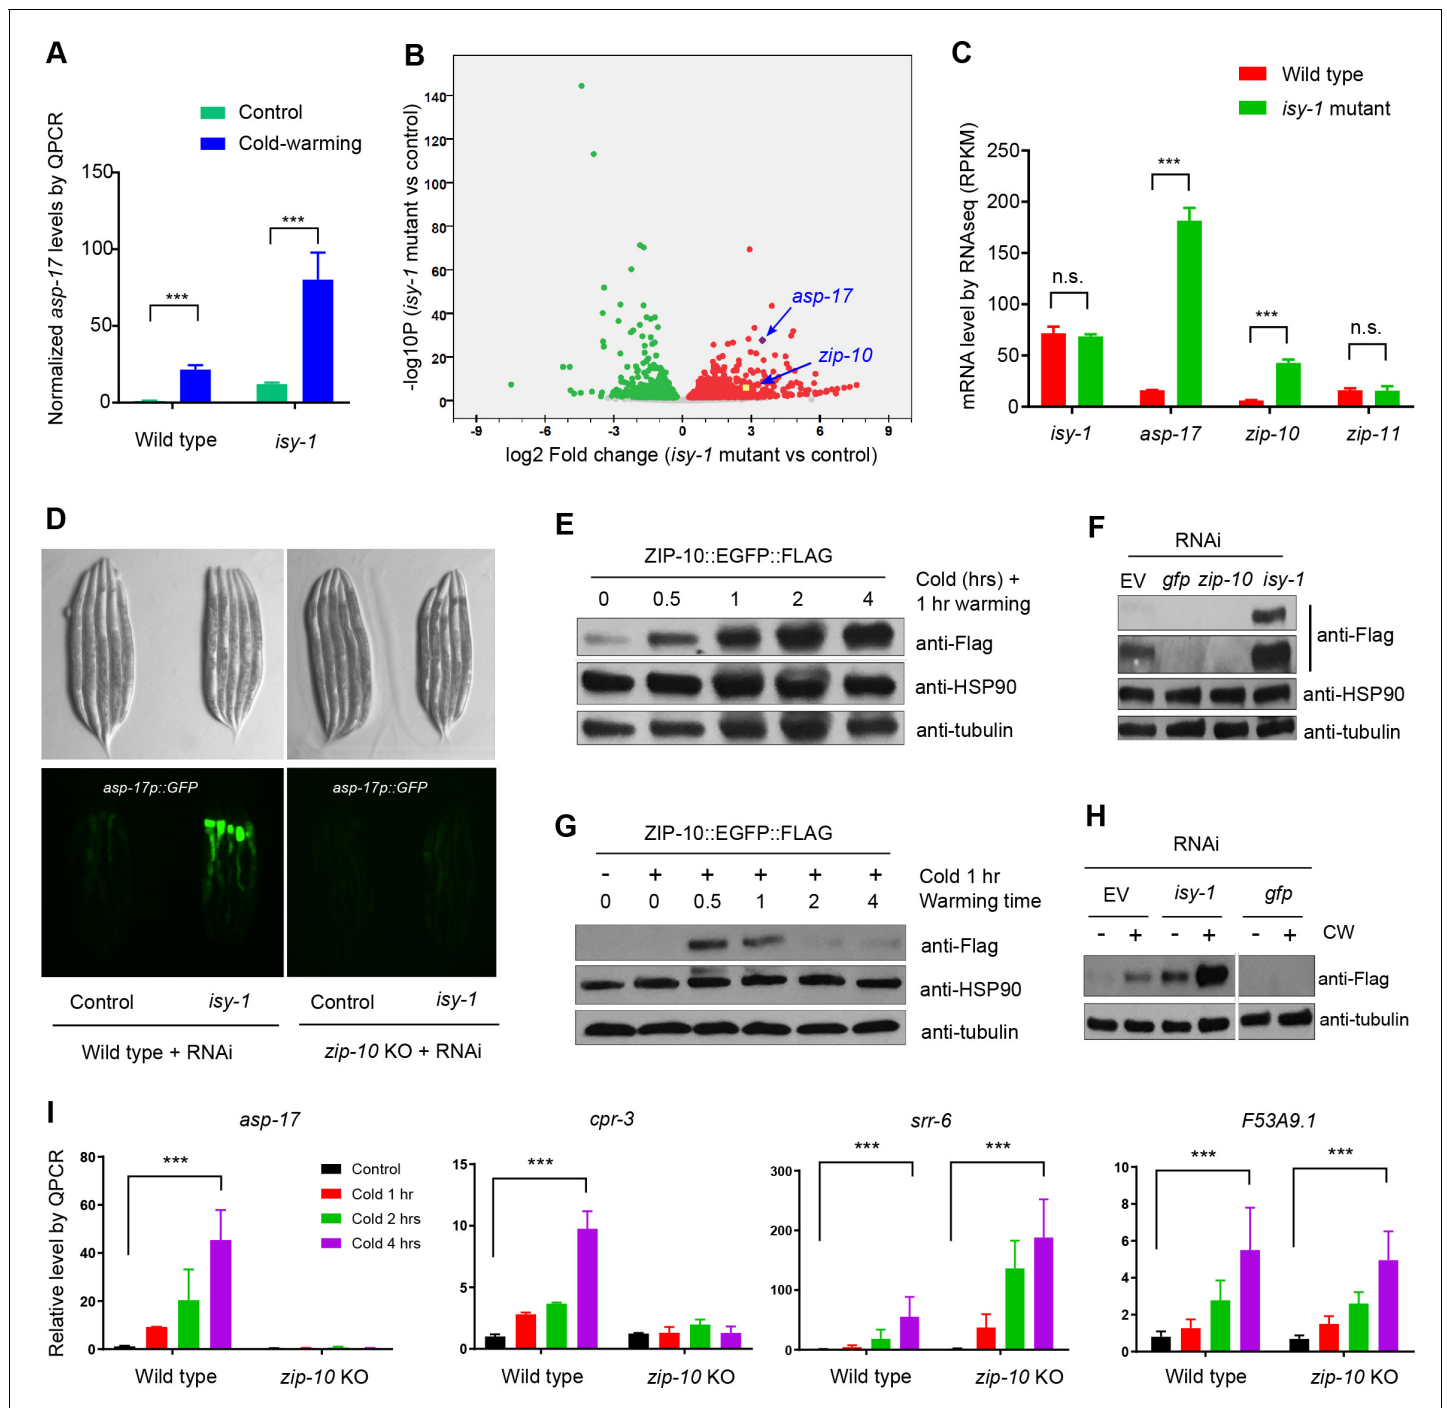 A
Control
Cold-warming
Normalized asp-17 levels by QPCR
150
100
50
0
***
***
Wild type
isy-1
B
-log10P (isy-1 mutant vs control)
140
120
100
80
60
40
20
0
asp-17
zip-10
-9
-6
-3
0
3
6
9
log2 Fold change (isy-1 mutant vs control)
C
Wild type
isy-1 mutant
mRNA level by RNAseq (RPKM)
250
200
150
100
50
0
n.s.
***
***
n.s.
isy-1
asp-17
zip-10
zip-11
D
asp-17p::GFP
asp-17p::GFP
Control
isy-1
Control
isy-1
Wild type + RNAi
zip-10 KO + RNAi
E
ZIP-10::EGFP::FLAG
0 0.5 1 2 4
Cold (hrs) +
1 hr warming
anti-Flag
anti-HSP90
anti-tubulin
F
RNAi
EV gfp zip-10 isy-1
anti-Flag
anti-HSP90
anti-tubulin
G
ZIP-10::EGFP::FLAG
- + + + + + Cold 1 hr
0 0 0.5 1 2 4 Warming time
anti-Flag
anti-HSP90
anti-tubulin
H
RNAi
EV isy-1 gfp
- + - + - + CW
anti-Flag
anti-tubulin
I
Relative level by QPCR
asp-17
80
60
40
20
0
***
Control
Cold 1 hr
Cold 2 hrs
Cold 4 hrs
Wild type
zip-10 KO
cpr-3
15
10
5
0
***
Wild type
zip-10 KO
srr-6
300
200
100
0
***
***
Wild type
zip-10 KO
F53A9.1
10
8
6
4
2
0
***
***
Wild type
zip-10 KO